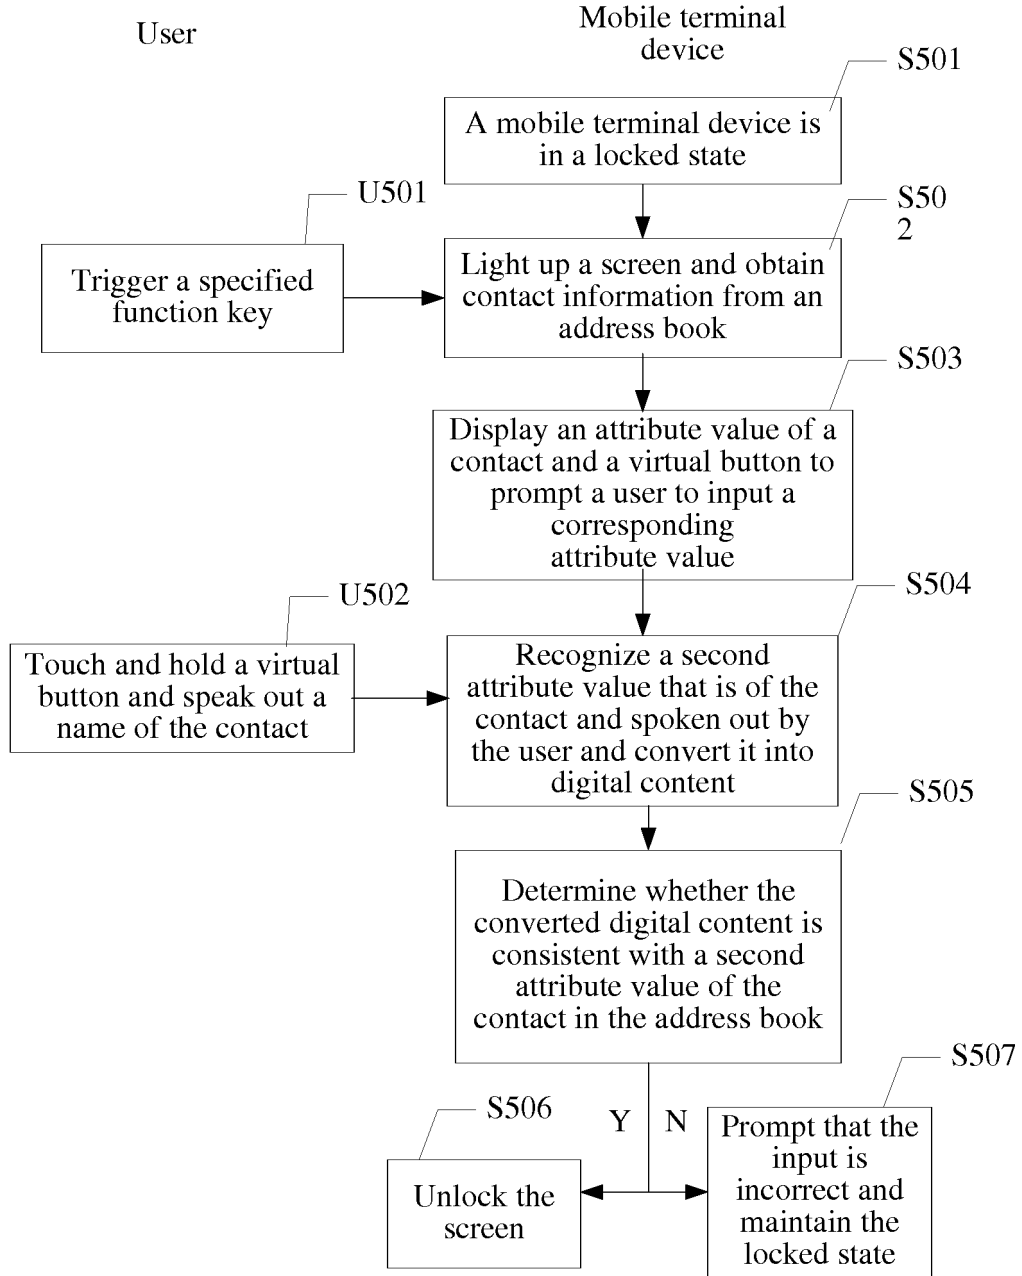 User
Mobile terminal
device
S501
A mobile terminal device is
in a locked state
U501
S50
2
Trigger a specified
function key
Light up a screen and obtain
contact information from an
address book
S503
Display an attribute value of a
contact and a virtual button to
prompt a user to input a
corresponding
attribute value
S504
U502
Touch and hold a virtual
button and speak out a
name of the contact
Recognize a second
attribute value that is of the
contact and spoken out by
the user and convert it into
digital content
S505
Determine whether the
converted digital content is
consistent with a second
attribute value of the
contact in the address book
S507
S506
Y
N
Unlock the
screen
Prompt that the
input is
incorrect and
maintain the
locked state